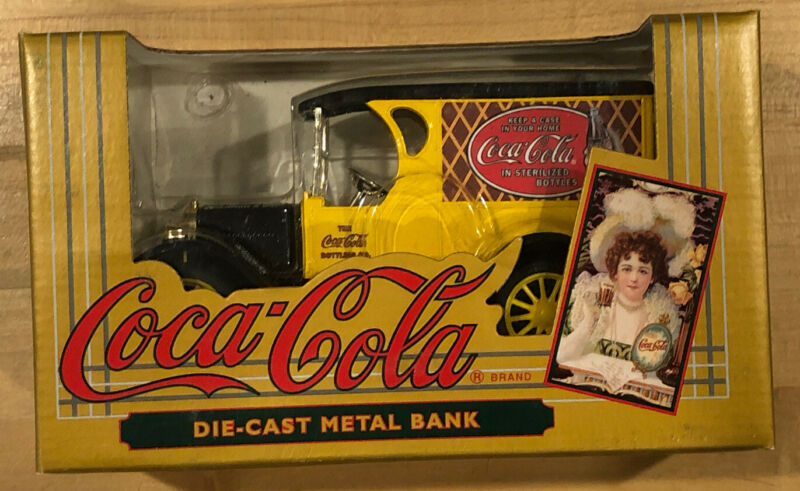 KEEP A CASE
IN YOUR HOME
Coca-Cola
IN STERILIZED
BOTTLES
THE
Coca-Cola
BOTTLING CO.
Coca-Cola
® BRAND
Coca-Cola
DIE-CAST METAL BANK